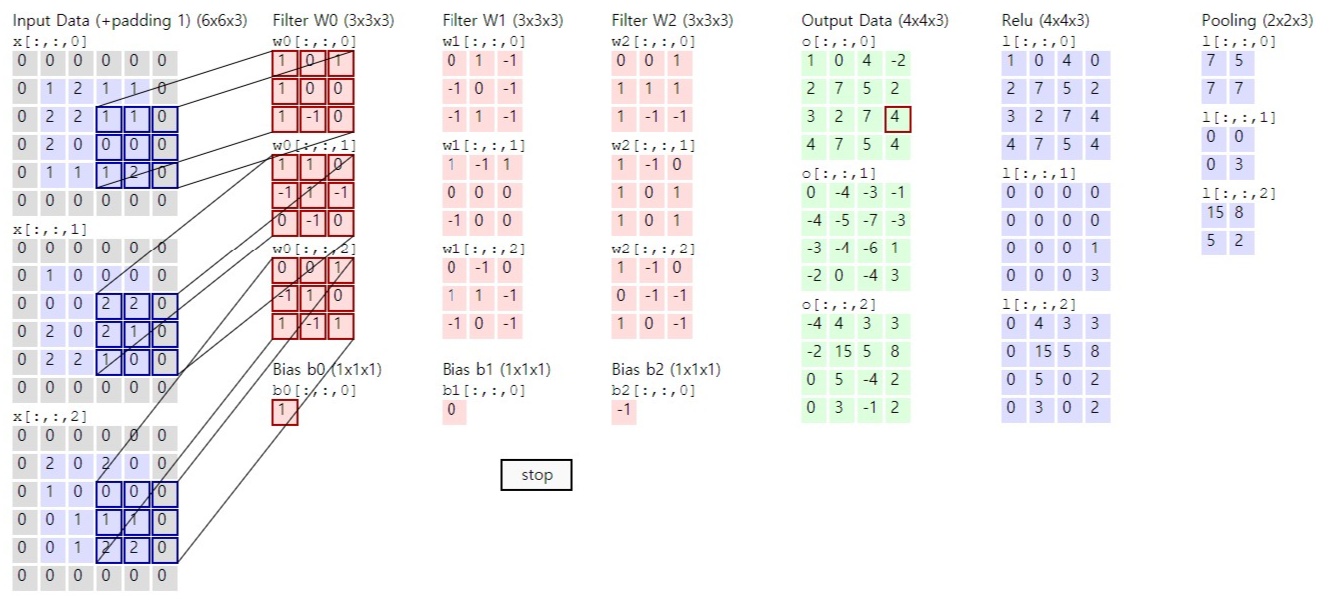 Input Data (+padding 1) (6x6x3)
x[:,:,0]
0 0 0 0 0 0
0 1 2 1 1 0
0 2 2 1 1 0
0 2 0 0 0 0
0 1 1 1 2 0
0 0 0 0 0 0
x[:,:,1]
0 0 0 0 0 0
0 1 0 0 0 0
0 0 0 2 2 0
0 2 0 2 1 0
0 2 2 1 0 0
0 0 0 0 0 0
x[:,:,2]
0 0 0 0 0 0
0 2 0 2 0 0
0 1 0 0 0 0
0 0 1 1 1 0
0 0 1 2 2 0
0 0 0 0 0 0
Filter W0 (3x3x3)
w0[:,:,0]
1 0 1
1 0 0
1 -1 0
w0[:,:,1]
1 1 0
-1 1 -1
0 -1 0
w0[:,:,2]
0 0 1
-1 1 0
1 -1 1
Bias b0 (1x1x1)
b0[:,:,0]
1
Filter W1 (3x3x3)
w1[:,:,0]
0 1 -1
-1 0 1
-1 1 -1
w1[:,:,1]
1 -1 1
0 0 0
-1 0 0
w1[:,:,2]
0 -1 0
1 1 -1
-1 0 -1
Bias b1 (1x1x1)
b1[:,:,0]
0
Filter W2 (3x3x3)
w2[:,:,0]
0 0 1
1 1 1
1 -1 -1
w2[:,:,1]
1 -1 0
1 0 1
1 0 1
w2[:,:,2]
1 -1 0
0 -1 -1
1 0 -1
Bias b2 (1x1x1)
b2[:,:,0]
-1
stop
Output Data (4x4x3)
o[:,:,0]
1 0 4 -2
2 7 5 2
3 2 7 4
4 7 5 4
o[:,:,1]
0 -4 -3 -1
-4 -5 -7 -3
-3 -4 -6 1
-2 0 -4 3
o[:,:,2]
-4 4 3 3
-2 15 5 8
0 5 -4 2
0 3 -1 2
Relu (4x4x3)
l[:,:,0]
1 0 4 0
2 7 5 2
3 2 7 4
4 7 5 4
l[:,:,1]
0 0 0 0
0 0 0 0
0 0 0 1
0 0 0 3
l[:,:,2]
0 4 3 3
0 15 5 8
0 5 0 2
0 3 0 2
Pooling (2x2x3)
l[:,:,0]
7 5
7 7
l[:,:,1]
0 0
0 3
l[:,:,2]
15 8
5 2